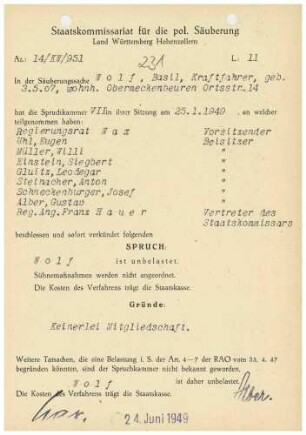 Staatskommissariat für die pol. Säuberung
Land Württemberg Hohenzollern
Az.: 14/KW/951
L: 11
231
In der Säuberungssache Wolf, Basil, Kraftfahrer, geb.
3.5.07, wohnh. Obermeckenbeuren Ortsstr.14
hat die Spruchkammer VII in ihrer Sitzung am 25.1.1949, an welcher
teilgenommen haben:
Regierungsrat Wax Vorsitzender
Uhl, Eugen Beisitzer
Müller, Willi "
Einstein, Siegbert "
Gluitz, Leodegar "
Steinacher, Anton "
Schneckenburger, Josef "
Alber, Gustav "
Reg.Ing. Franz Hauer Vertreter des
Staatskommissars
beschlossen und sofort verkündet folgenden
SPRUCH:
Wolf ist unbelastet.
Sühnemaßnahmen werden nicht angeordnet.
Die Kosten des Verfahrens trägt die Staatskasse.
Gründe:
Keinerlei Mitgliedschaft.
Weitere Tatsachen, die eine Belastung i. S. der Art. 4–7 der RAO vom 25. 4. 47
begründen könnten, sind der Spruchkammer nicht bekannt geworden.
Wolf ist daher unbelastet.
Die Kosten des Verfahrens trägt die Staatskasse.
Alber.
Wax.
24. Juni 1949